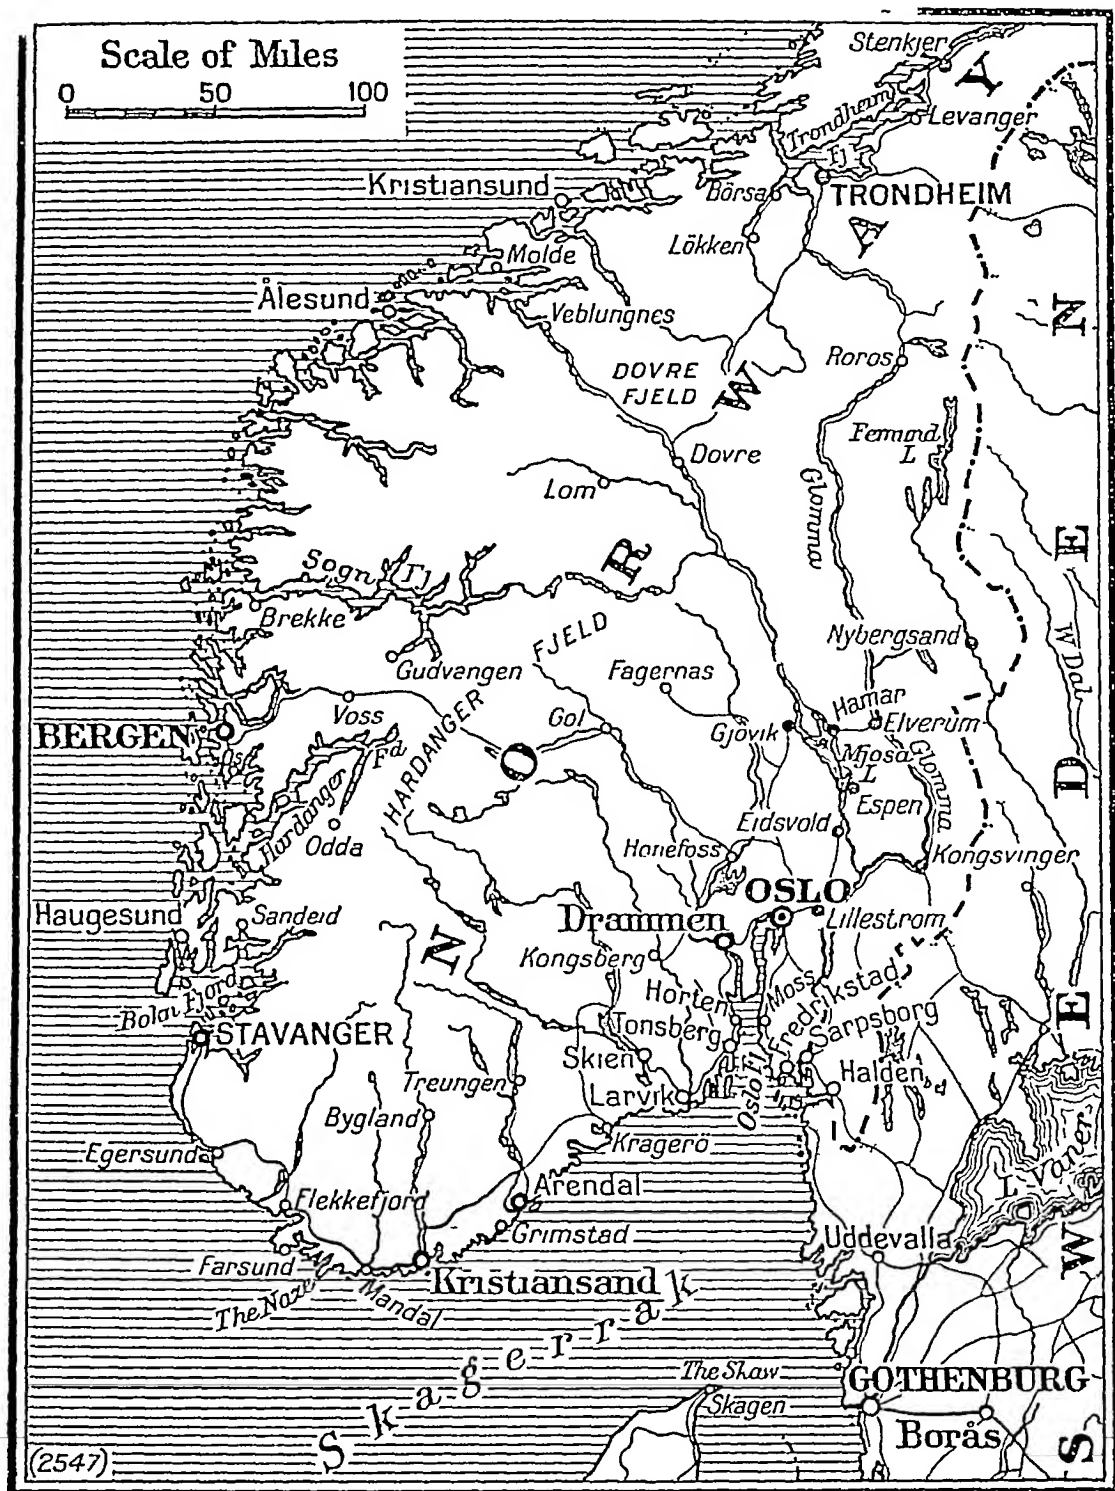 Scale of Miles
0 50 100
Stenkjer
Levanger
Trondheim
Fj
Kristiansund
Börsa
TRONDHEIM
Lökken
Molde
Ålesund
Veblungnes
DOVRE
FJELD
Roros
Dovre
Lom
Glomma
L
Sogn Fj
Brekke
Gudvangen
HARDANGER
FJELD
Fagernas
Nybergsand
W Dal
Voss
Gol
Hamar
Elverum
BERGEN
Gjovik
Mjosa
L
Espen
Glomma
Hardanger
Fd
Odda
Eidsvold
Honefoss
Kongsvinger
OSLO
Lillestrom
Drammen
Haugesund
Sandeid
Kongsberg
Fjord
Horten
Moss
Fredrikstad
Sarpsborg
STAVANGER
Tonsberg
Skien
Oslo Fj
Halden
Treungen
Larvik
Bygland
Kragerö
Egersund
Arendal
L Väner
Flekkefjord
Grimstad
Uddevalla
Farsund
The Naze
Mandal
Kristiansand
Skagerrak
The Skaw
Skagen
GOTHENBURG
Borås
NORWAY
SWEDEN
(2547)